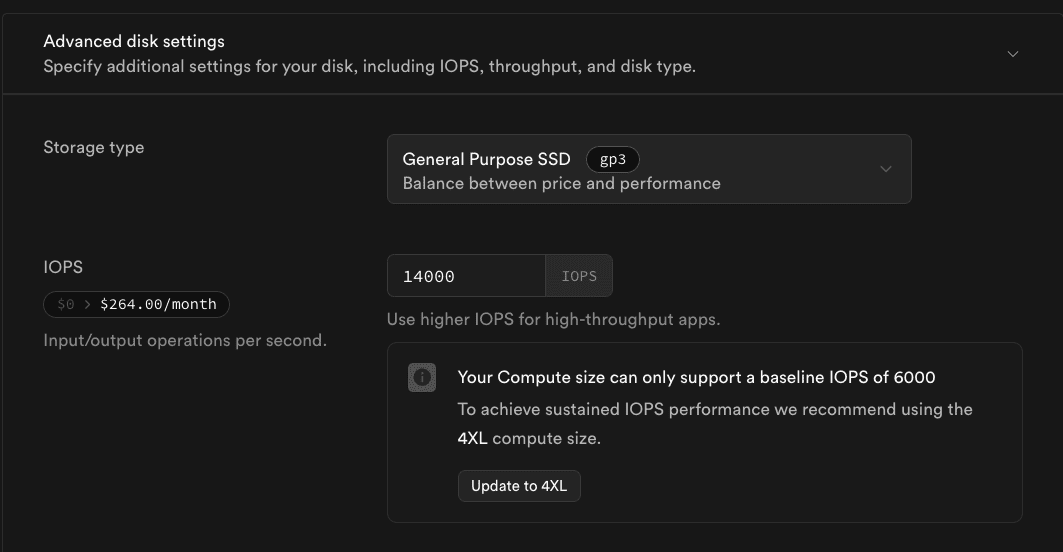 Advanced disk settings
Specify additional settings for your disk, including IOPS, throughput, and disk type.
Storage type
General Purpose SSD gp3
Balance between price and performance
IOPS
$0 > $264.00/month
Input/output operations per second.
14000 IOPS
Use higher IOPS for high-throughput apps.
Your Compute size can only support a baseline IOPS of 6000
To achieve sustained IOPS performance we recommend using the
4XL compute size.
Update to 4XL